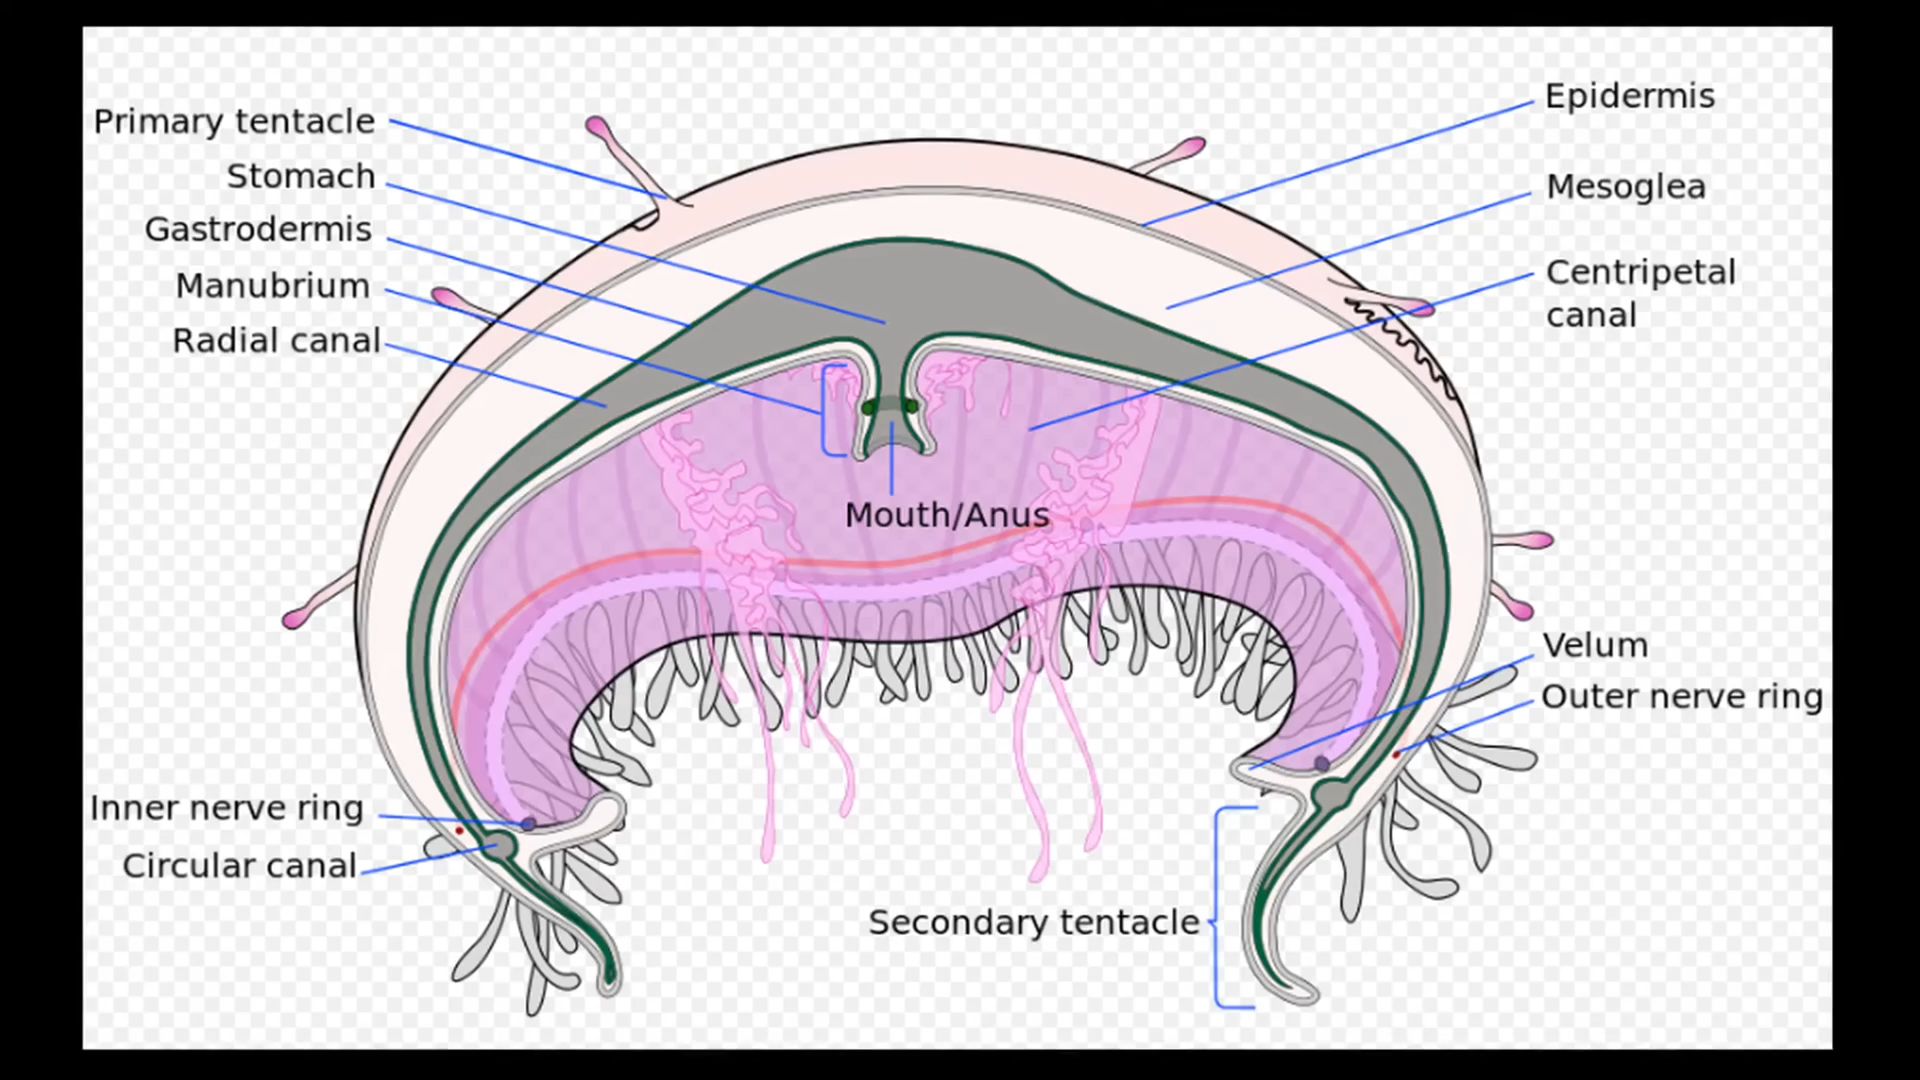 Primary tentacle
Stomach
Gastrodermis
Manubrium
Radial canal
Epidermis
Mesoglea
Centripetal
canal
Mouth/Anus
Velum
Outer nerve ring
Inner nerve ring
Circular canal
Secondary tentacle